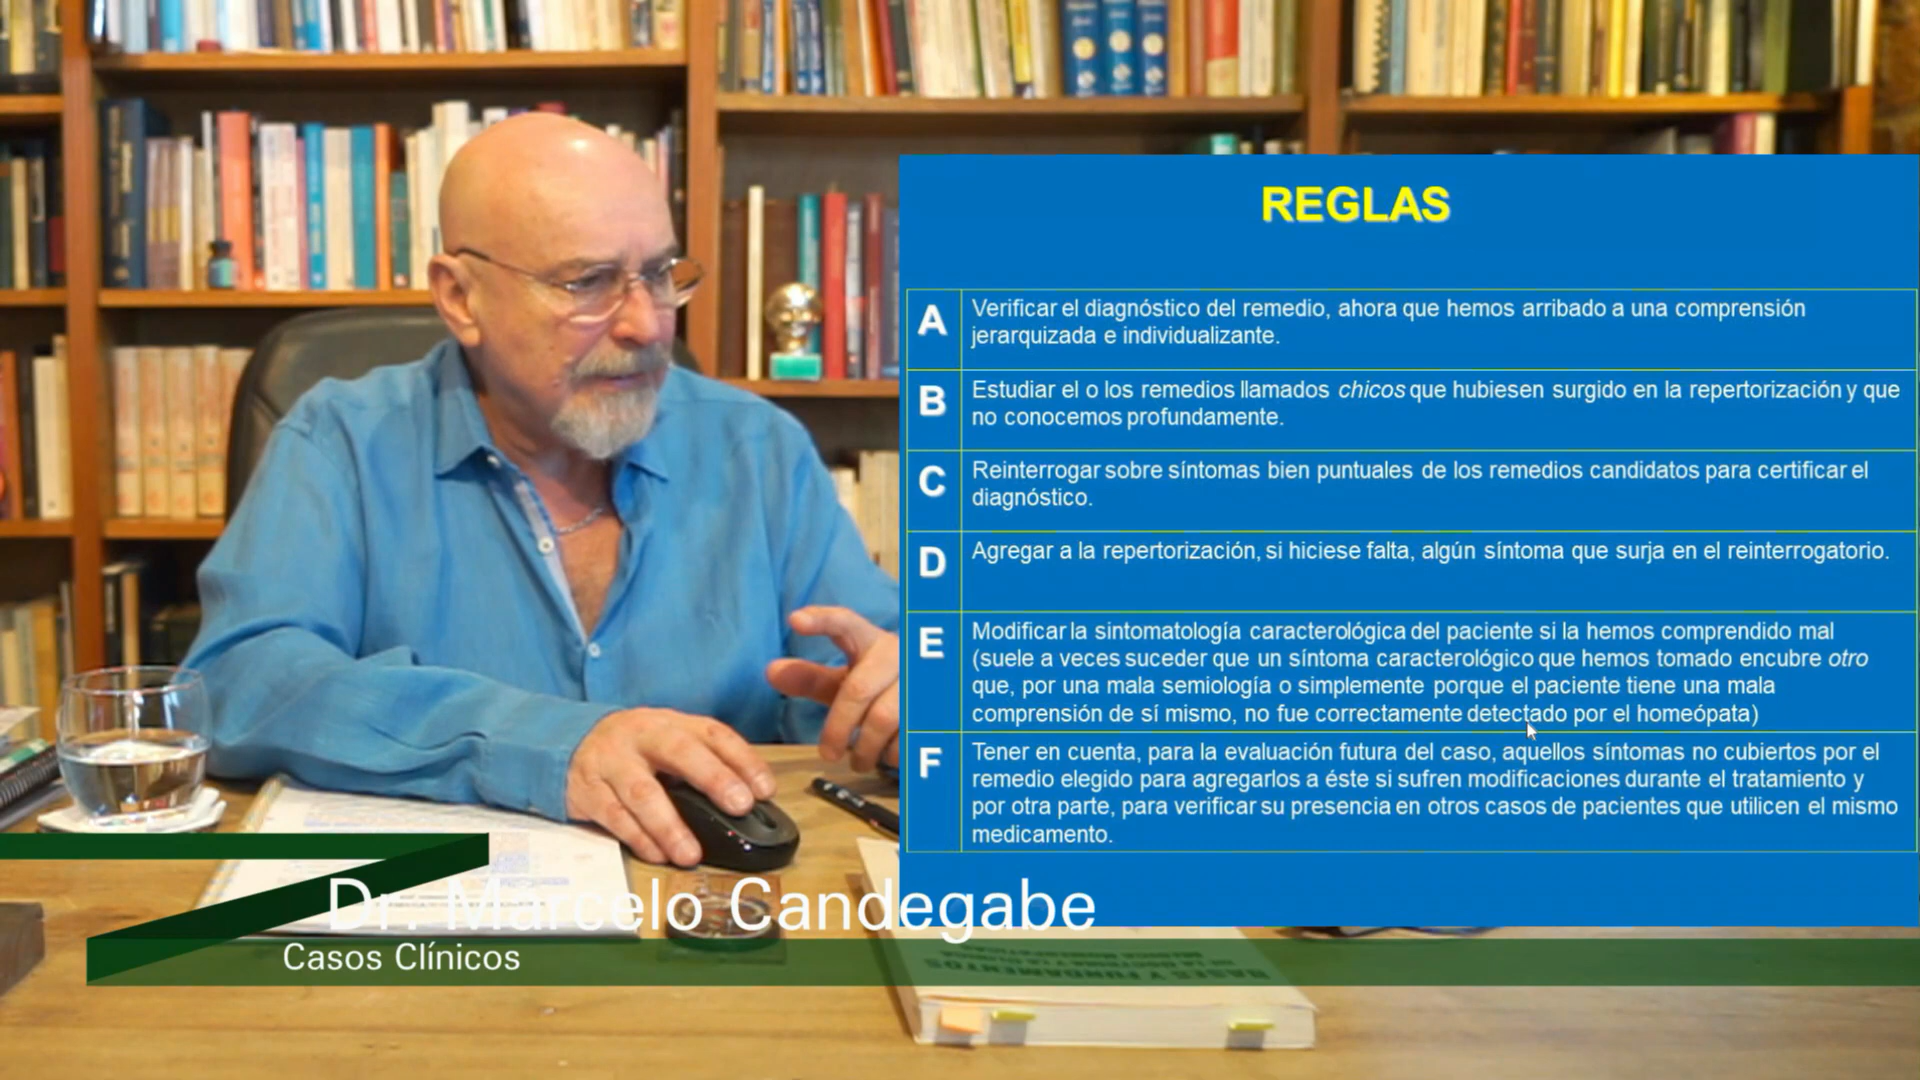 REGLAS
A
Verificar el diagnóstico del remedio, ahora que hemos arribado a una comprensión
jerarquizada e individualizante.
B
Estudiar el o los remedios llamados chicos que hubiesen surgido en la repertorización y que
no conocemos profundamente.
C
Reinterrogar sobre síntomas bien puntuales de los remedios candidatos para certificar el
diagnóstico.
D
Agregar a la repertorización, si hiciese falta, algún síntoma que surja en el reinterrogatorio.
E
Modificar la sintomatología caracterológica del paciente si la hemos comprendido mal
(suele a veces suceder que un síntoma caracterológico que hemos tomado encubre otro
que, por una mala semiología o simplemente porque el paciente tiene una mala
comprensión de sí mismo, no fue correctamente detectado por el homeópata)
F
Tener en cuenta, para la evaluación futura del caso, aquellos síntomas no cubiertos por el
remedio elegido para agregarlos a éste si sufren modificaciones durante el tratamiento y
por otra parte, para verificar su presencia en otros casos de pacientes que utilicen el mismo
medicamento.
Dr. Marcelo Candegabe
Casos Clínicos
BASES Y FUNDAMENTOS